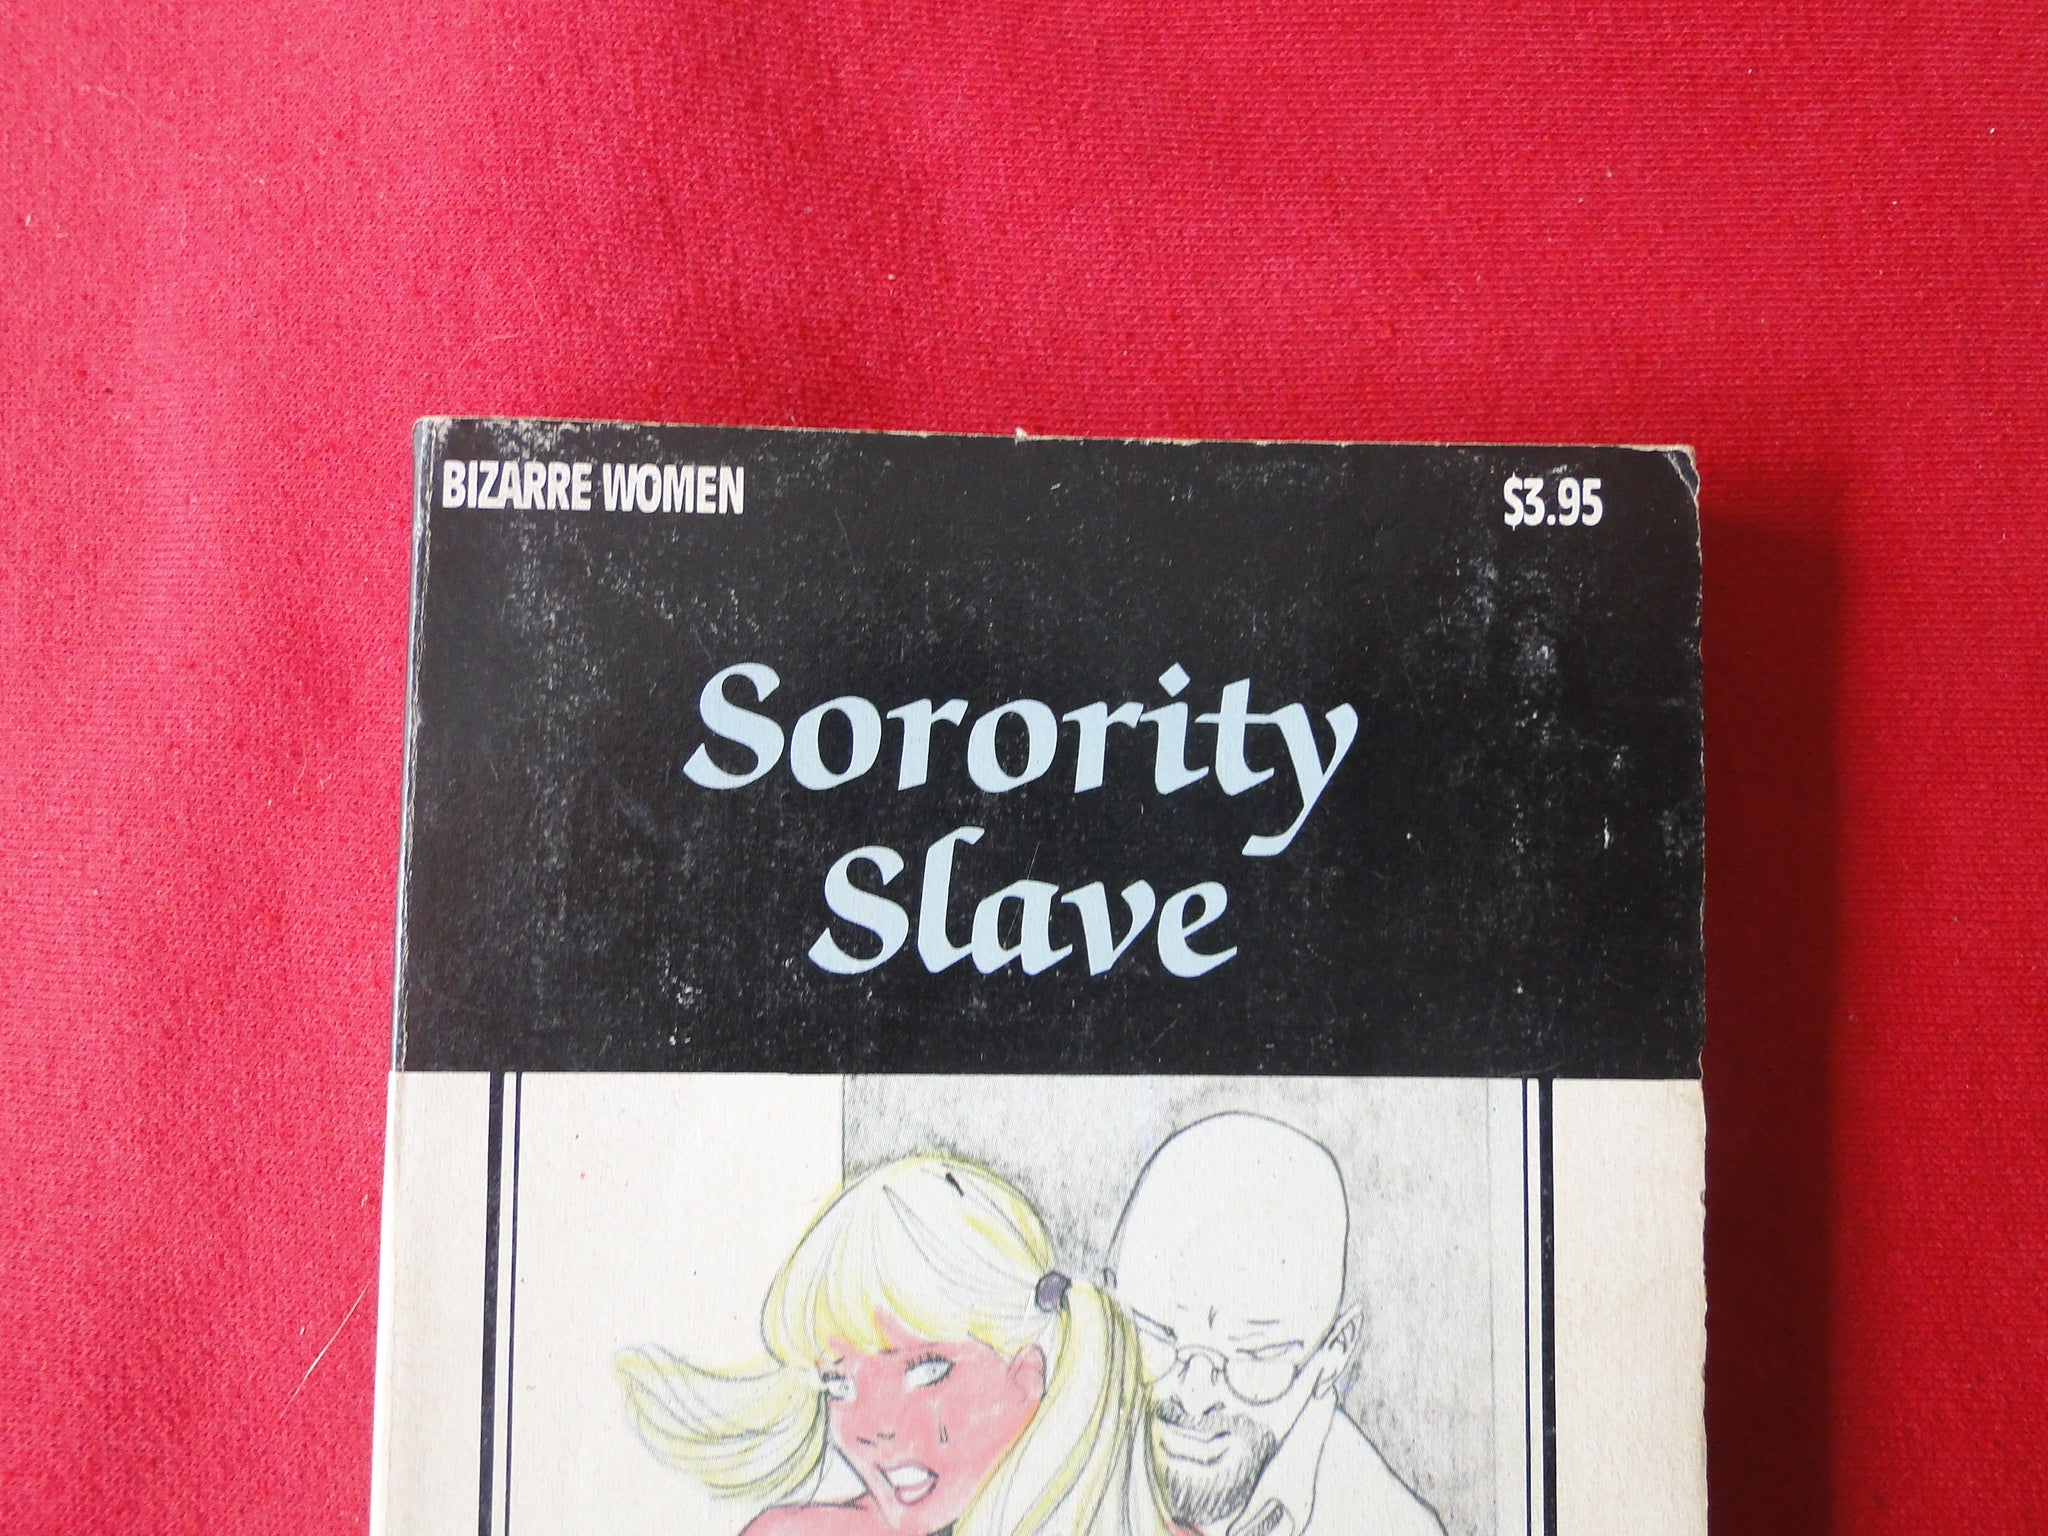 BIZARRE WOMEN $3.95
Sorority
Slave